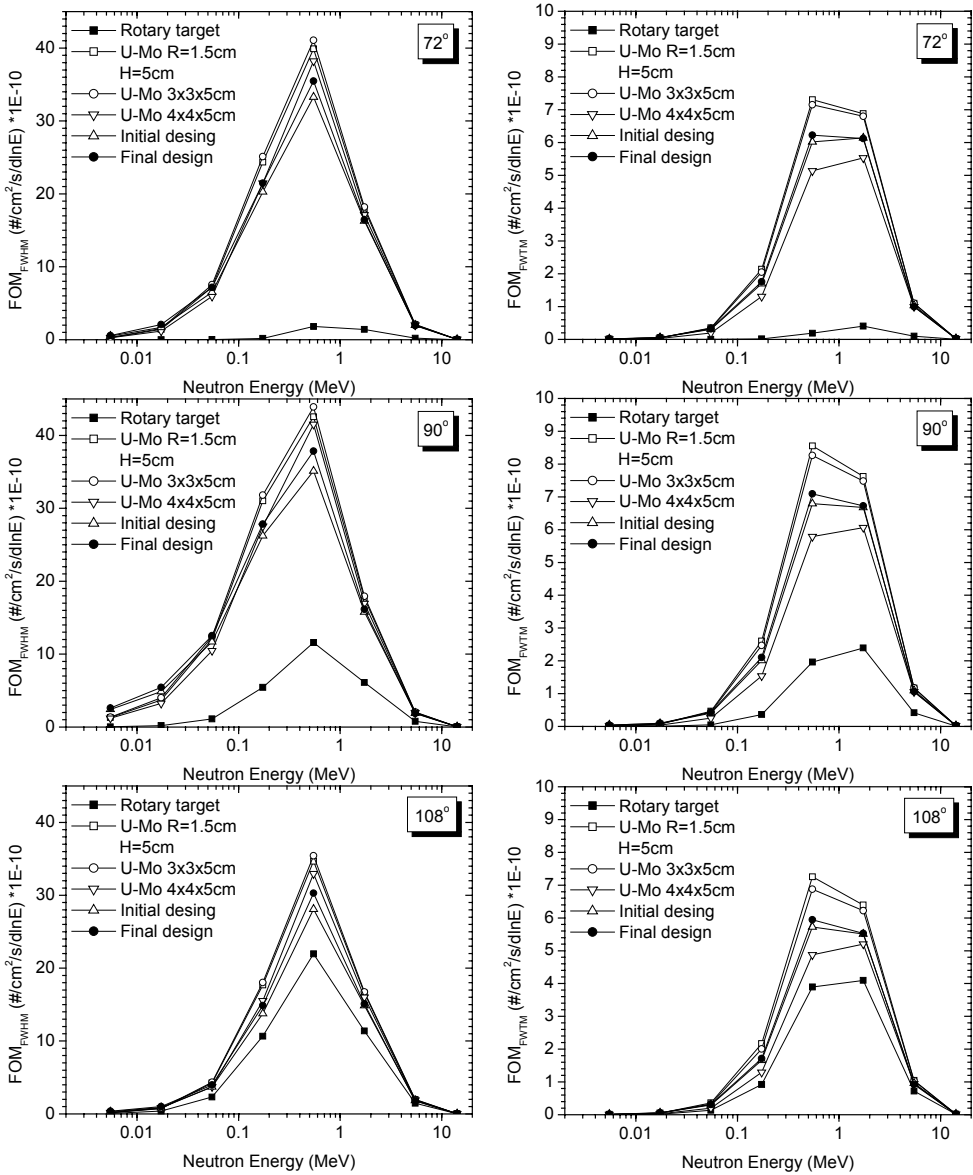 72°
Rotary target
U-Mo R=1.5cm
H=5cm
U-Mo 3x3x5cm
U-Mo 4x4x5cm
Initial desing
Final design
FOM_FWHM (#/cm²/s/dlnE) *1E-10
0
10
20
30
40
0.01
0.1
1
10
Neutron Energy (MeV)
72°
Rotary target
U-Mo R=1.5cm
H=5cm
U-Mo 3x3x5cm
U-Mo 4x4x5cm
Initial desing
Final design
FOM_FWTM (#/cm²/s/dlnE) *1E-10
0
1
2
3
4
5
6
7
8
9
10
0.01
0.1
1
10
Neutron Energy (MeV)
90°
Rotary target
U-Mo R=1.5cm
H=5cm
U-Mo 3x3x5cm
U-Mo 4x4x5cm
Initial desing
Final design
FOM_FWHM (#/cm²/s/dlnE) *1E-10
0
10
20
30
40
0.01
0.1
1
10
Neutron Energy (MeV)
90°
Rotary target
U-Mo R=1.5cm
H=5cm
U-Mo 3x3x5cm
U-Mo 4x4x5cm
Initial desing
Final design
FOM_FWTM (#/cm²/s/dlnE) *1E-10
0
1
2
3
4
5
6
7
8
9
10
0.01
0.1
1
10
Neutron Energy (MeV)
108°
Rotary target
U-Mo R=1.5cm
H=5cm
U-Mo 3x3x5cm
U-Mo 4x4x5cm
Initial desing
Final design
FOM_FWHM (#/cm²/s/dlnE) *1E-10
0
10
20
30
40
0.01
0.1
1
10
Neutron Energy (MeV)
108°
Rotary target
U-Mo R=1.5cm
H=5cm
U-Mo 3x3x5cm
U-Mo 4x4x5cm
Initial desing
Final design
FOM_FWTM (#/cm²/s/dlnE) *1E-10
0
1
2
3
4
5
6
7
8
9
10
0.01
0.1
1
10
Neutron Energy (MeV)